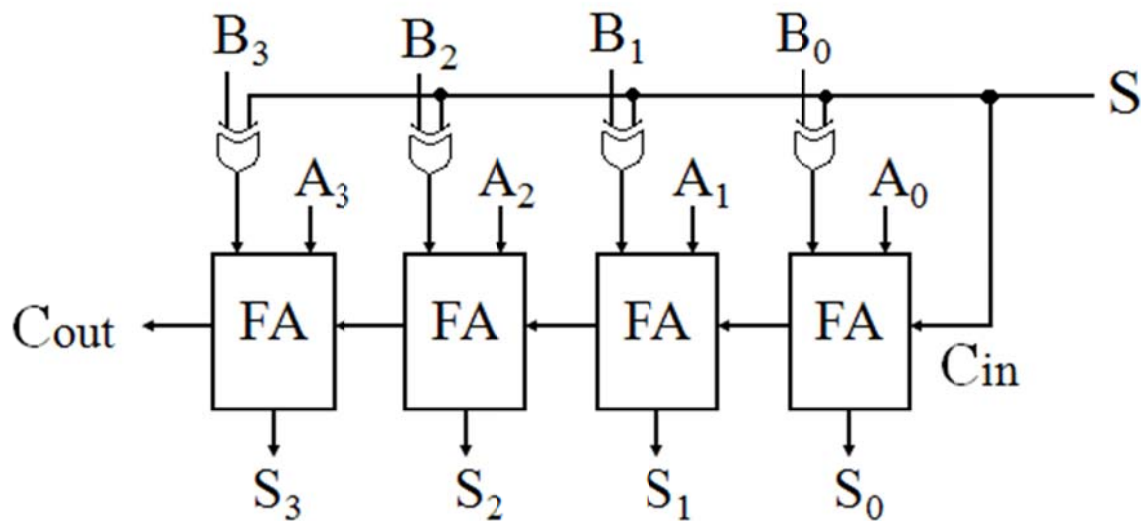 B₃ B₂ B₁ B₀ S
A₃ A₂ A₁ A₀
Cout FA FA FA FA Cin
S₃ S₂ S₁ S₀